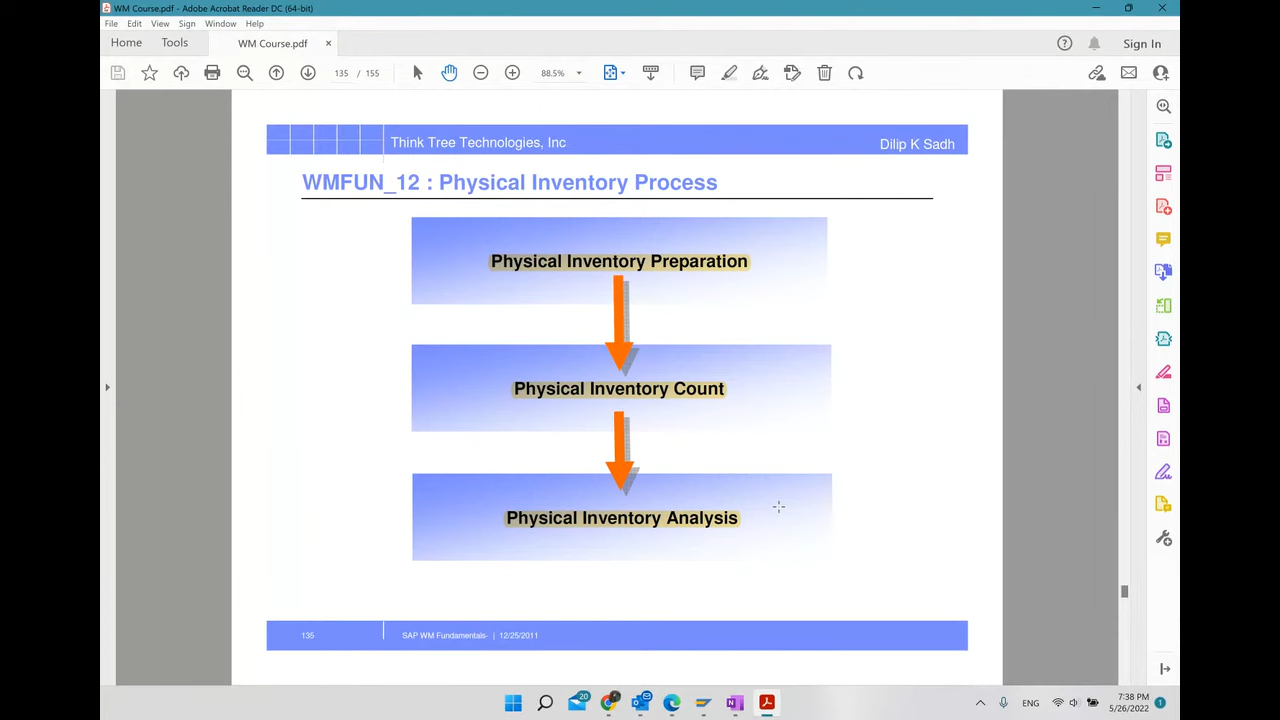 WM Course.pdf - Adobe Acrobat Reader DC (64-bit)
File Edit View Sign Window Help
Home Tools WM Course.pdf × Sign In
135 / 155 88.5%
Think Tree Technologies, Inc Dilip K Sadh
WMFUN_12 : Physical Inventory Process
Physical Inventory Preparation
Physical Inventory Count
Physical Inventory Analysis
135 SAP WM Fundamentals- | 12/25/2011
20
ENG
7:38 PM
5/26/2022
1